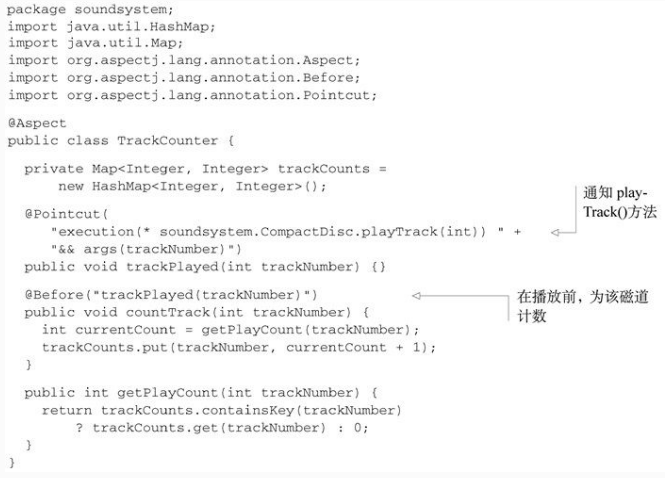 package soundsystem;
import java.util.HashMap;
import java.util.Map;
import org.aspectj.lang.annotation.Aspect;
import org.aspectj.lang.annotation.Before;
import org.aspectj.lang.annotation.Pointcut;
@Aspect
public class TrackCounter {
private Map<Integer, Integer> trackCounts =
new HashMap<Integer, Integer>();
@Pointcut(
"execution(* soundsystem.CompactDisc.playTrack(int)) " +
"&& args(trackNumber)")
public void trackPlayed(int trackNumber) {}
通知 play-
Track()方法
@Before("trackPlayed(trackNumber)")
public void countTrack(int trackNumber) {
int currentCount = getPlayCount(trackNumber);
trackCounts.put(trackNumber, currentCount + 1);
}
在播放前，为该磁道
计数
public int getPlayCount(int trackNumber) {
return trackCounts.containsKey(trackNumber)
? trackCounts.get(trackNumber) : 0;
}
}